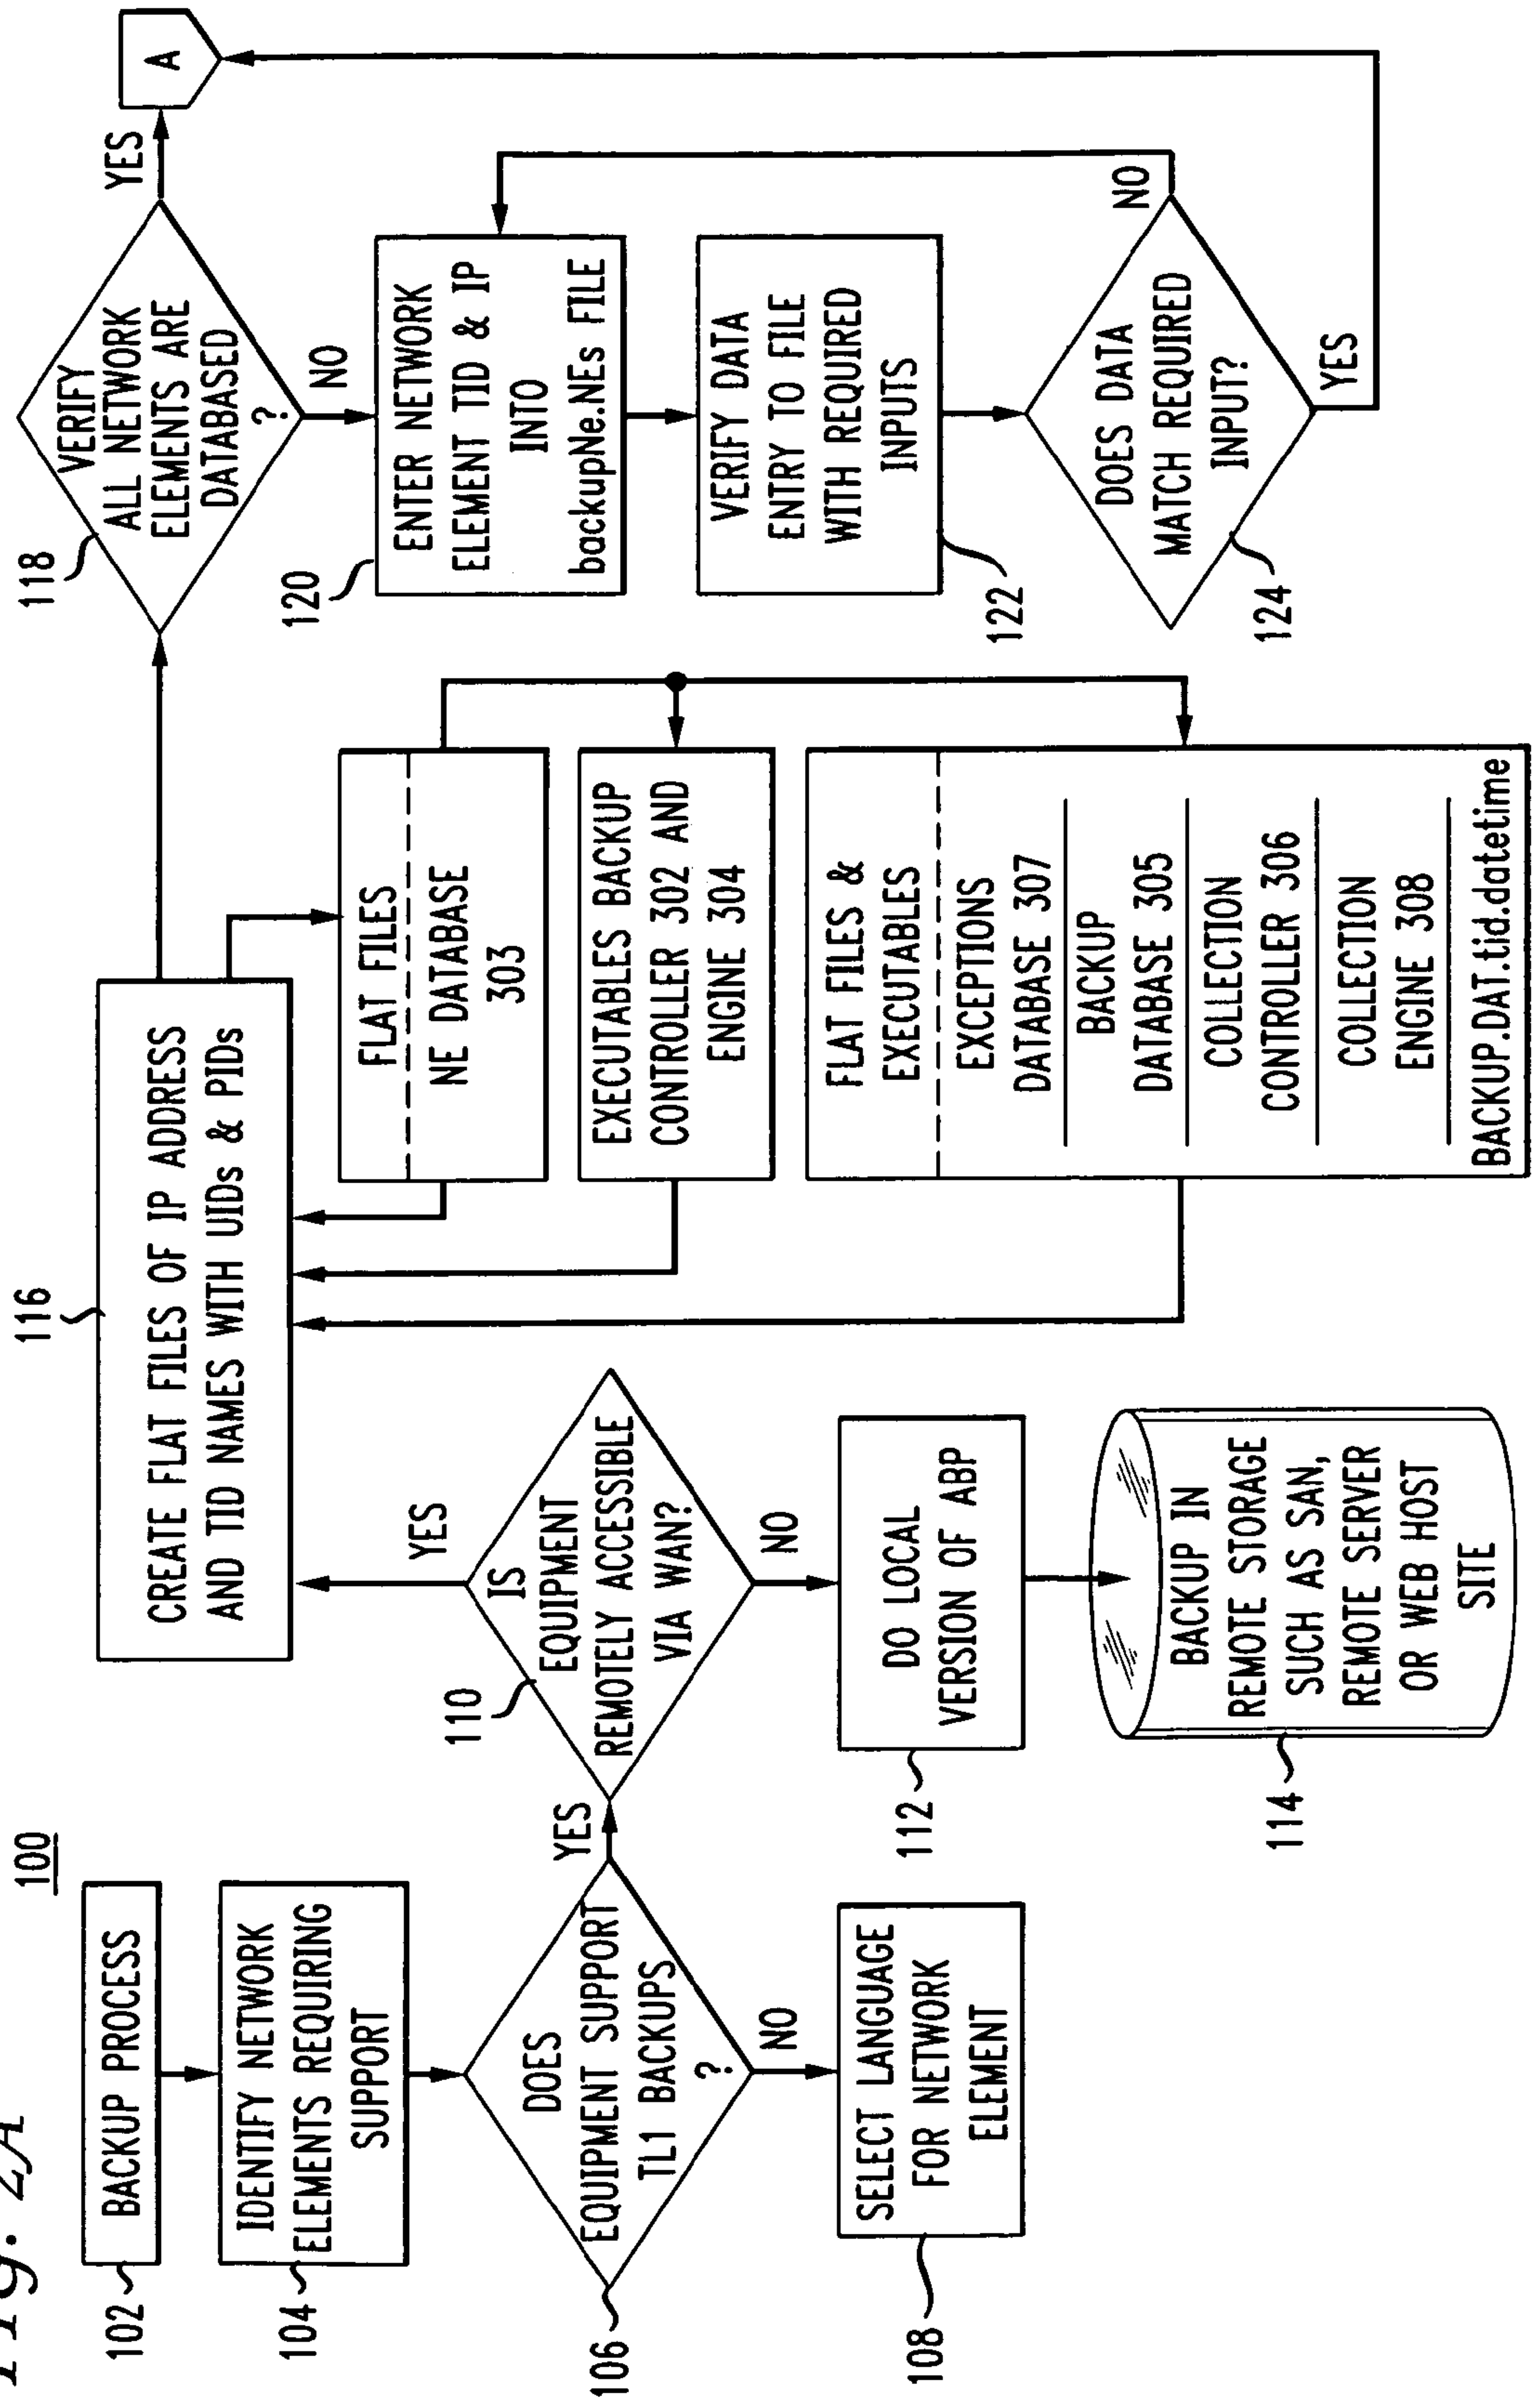 Fig. 2A
100
102
BACKUP PROCESS
104
IDENTIFY NETWORK
ELEMENTS REQUIRING
SUPPORT
106
DOES
EQUIPMENT SUPPORT
TL1 BACKUPS
?
YES
NO
108
SELECT LANGUAGE
FOR NETWORK
ELEMENT
110
IS
EQUIPMENT
REMOTELY ACCESSIBLE
VIA WAN?
YES
NO
112
DO LOCAL
VERSION OF ABP
114
BACKUP IN
REMOTE STORAGE
SUCH AS SAN,
REMOTE SERVER
OR WEB HOST
SITE
116
CREATE FLAT FILES OF IP ADDRESS
AND TID NAMES WITH UIDs & PIDs
FLAT FILES
NE DATABASE
303
EXECUTABLES BACKUP
CONTROLLER 302 AND
ENGINE 304
FLAT FILES &
EXECUTABLES
EXCEPTIONS
DATABASE 307
BACKUP
DATABASE 305
COLLECTION
CONTROLLER 306
COLLECTION
ENGINE 308
BACKUP.DAT.tid.datetime
118
VERIFY
ALL NETWORK
ELEMENTS ARE
DATABASED
?
YES
A
NO
120
ENTER NETWORK
ELEMENT TID & IP
INTO
backupNe.NEs FILE
122
VERIFY DATA
ENTRY TO FILE
WITH REQUIRED
INPUTS
124
DOES DATA
MATCH REQUIRED
INPUT?
NO
YES